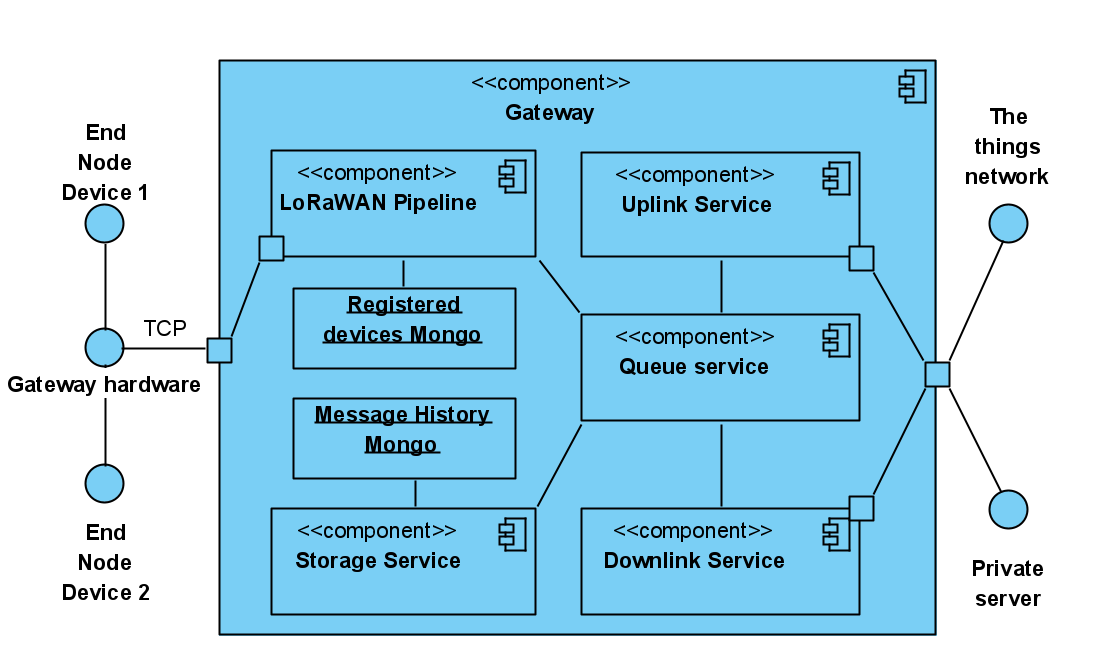 <<component>>
Gateway
End
Node
Device 1
TCP
Gateway hardware
End
Node
Device 2
<<component>>
LoRaWAN Pipeline
Registered
devices Mongo
Message History
Mongo
<<component>>
Storage Service
<<component>>
Uplink Service
<<component>>
Queue service
<<component>>
Downlink Service
The
things
network
Private
server